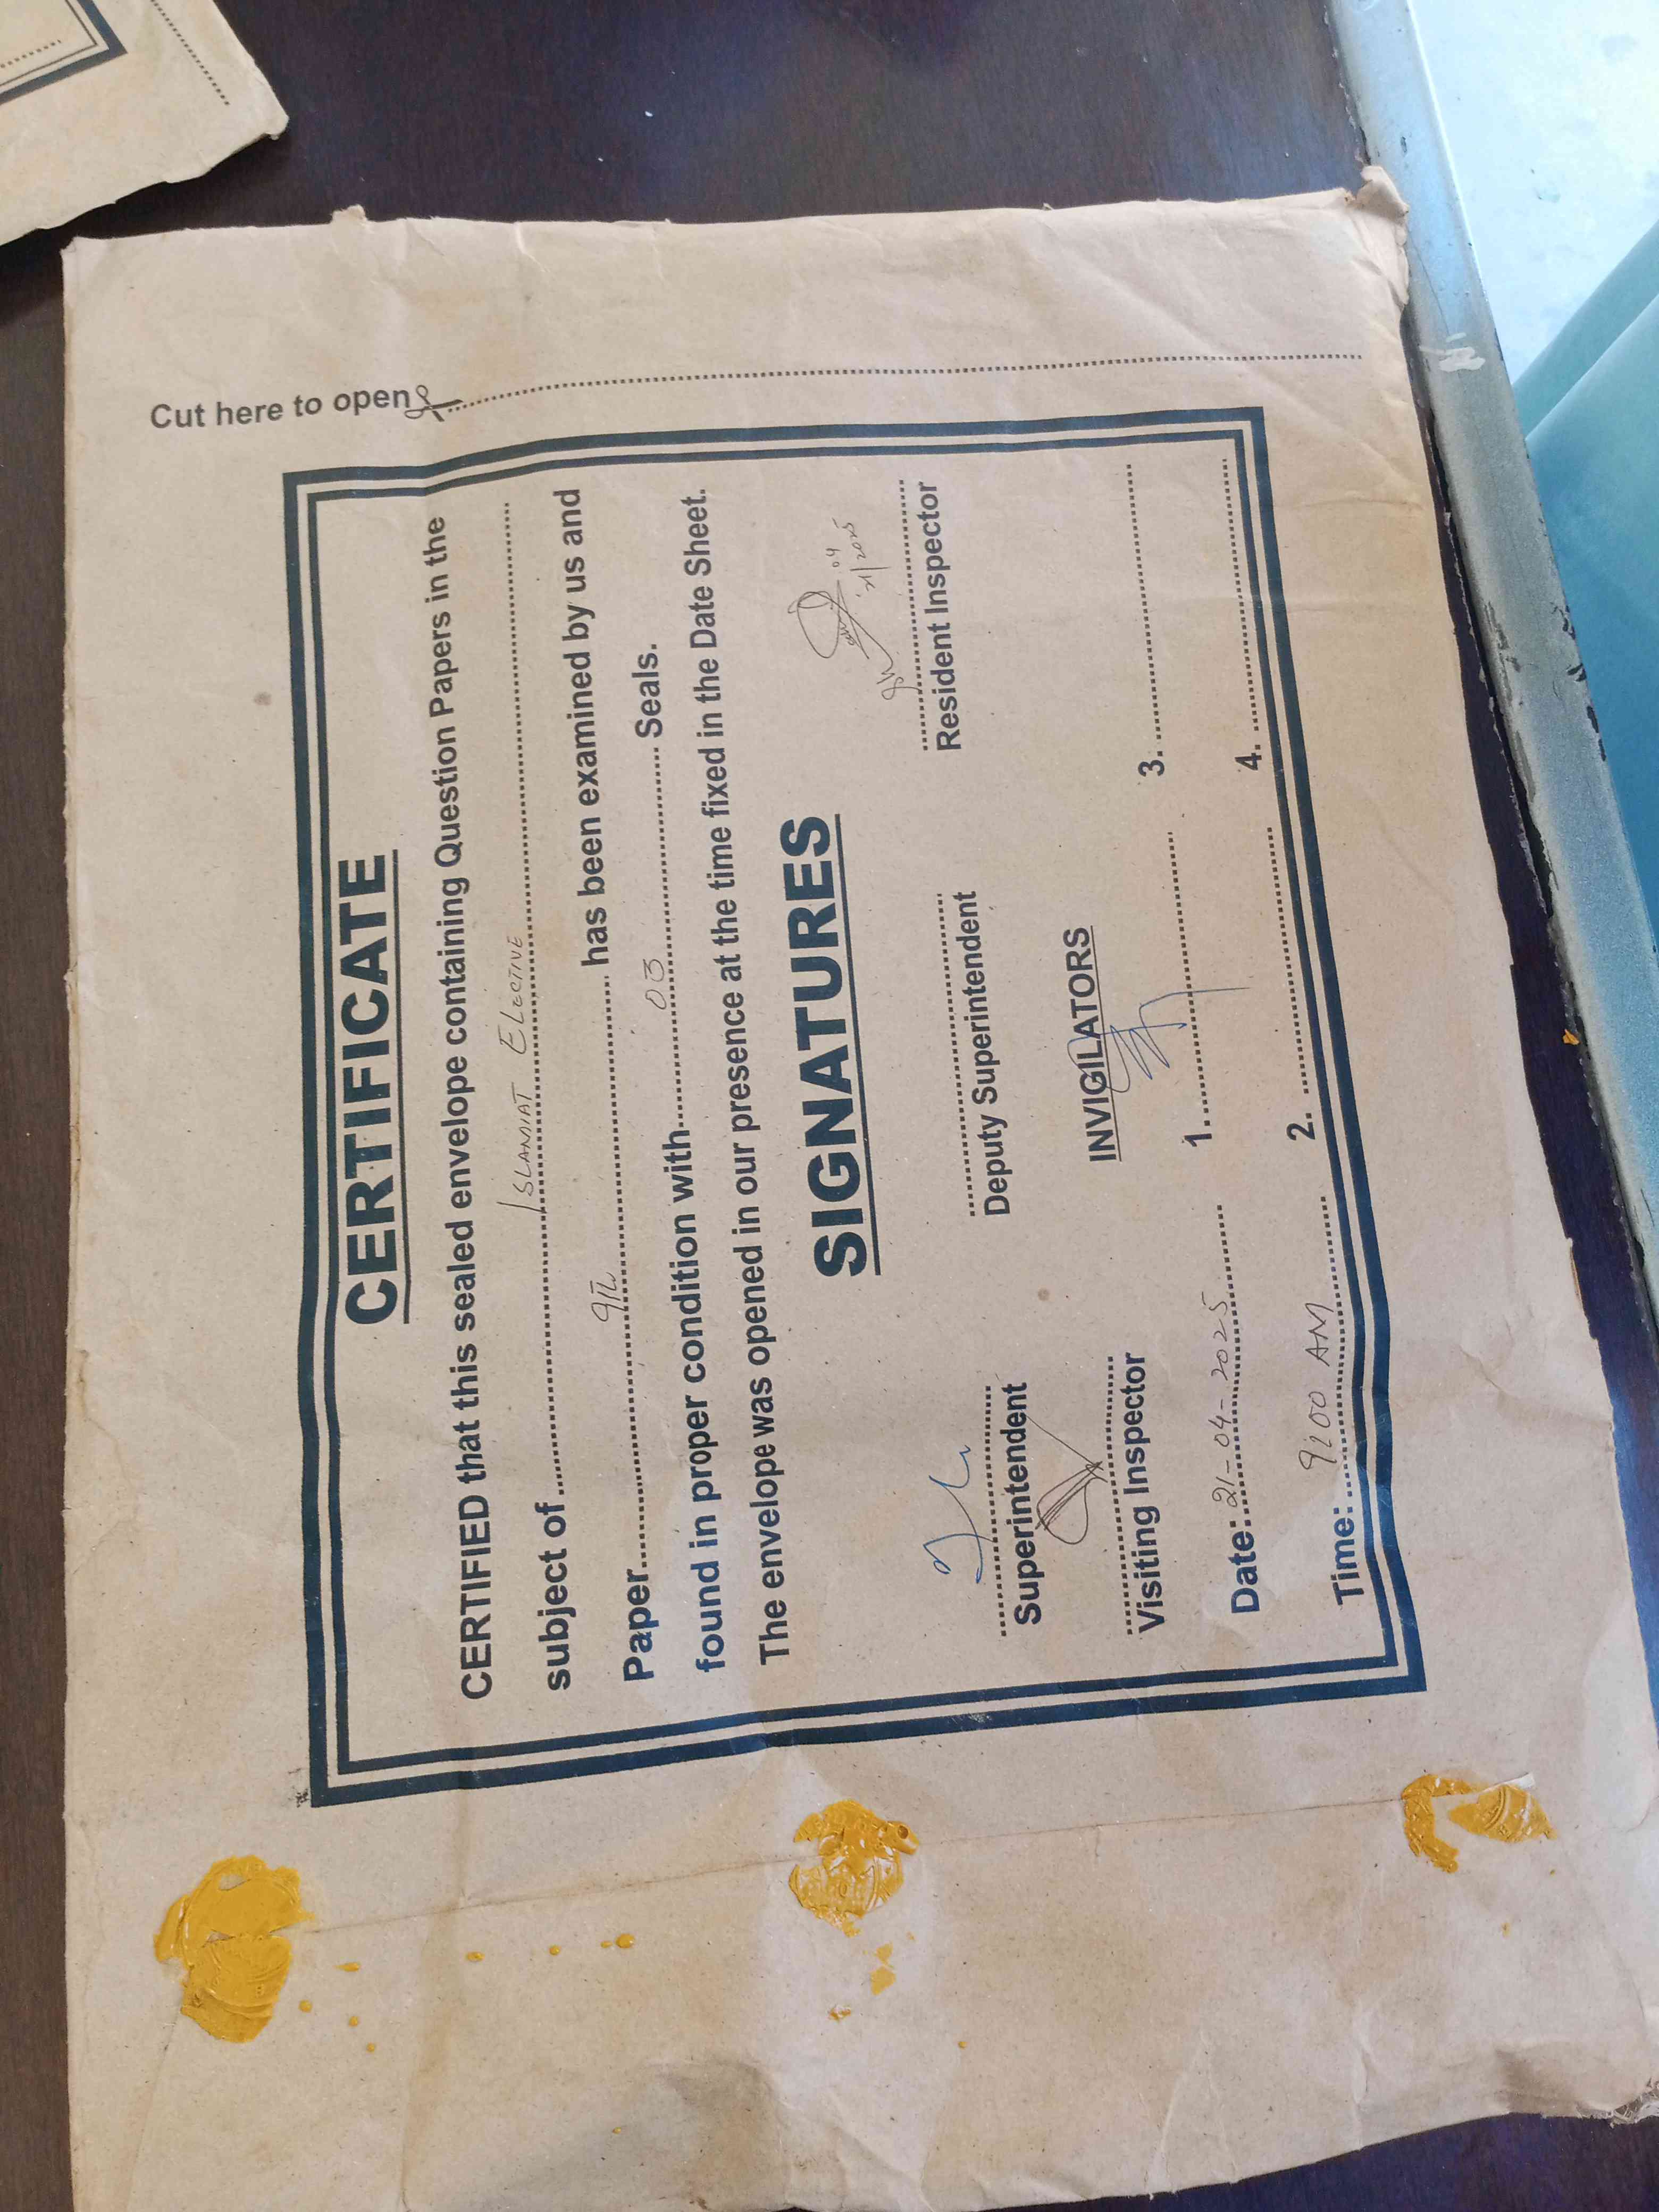 Cut here to open
CERTIFICATE
CERTIFIED that this sealed envelope containing Question Papers in the
subject of.......... ISLAMIAT ELECTIVE ..........
Paper.......... 9th .......... has been examined by us and
found in proper condition with.......... 03 .......... Seals.
The envelope was opened in our presence at the time fixed in the Date Sheet.
SIGNATURES
04
21/2025
Superintendent
Deputy Superintendent
Resident Inspector
Visiting Inspector
INVIGILATORS
Date: 21-04-2025
1.
3.
Time: 9:00 AM
2.
4.